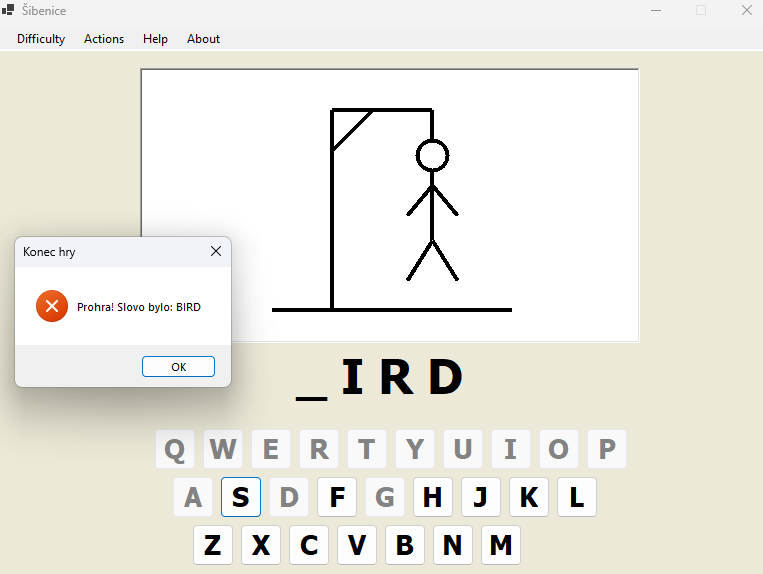 Šibenice
Difficulty Actions Help About
Konec hry
Prohra! Slovo bylo: BIRD
OK
_ I R D
Q W E R T Y U I O P
A S D F G H J K L
Z X C V B N M